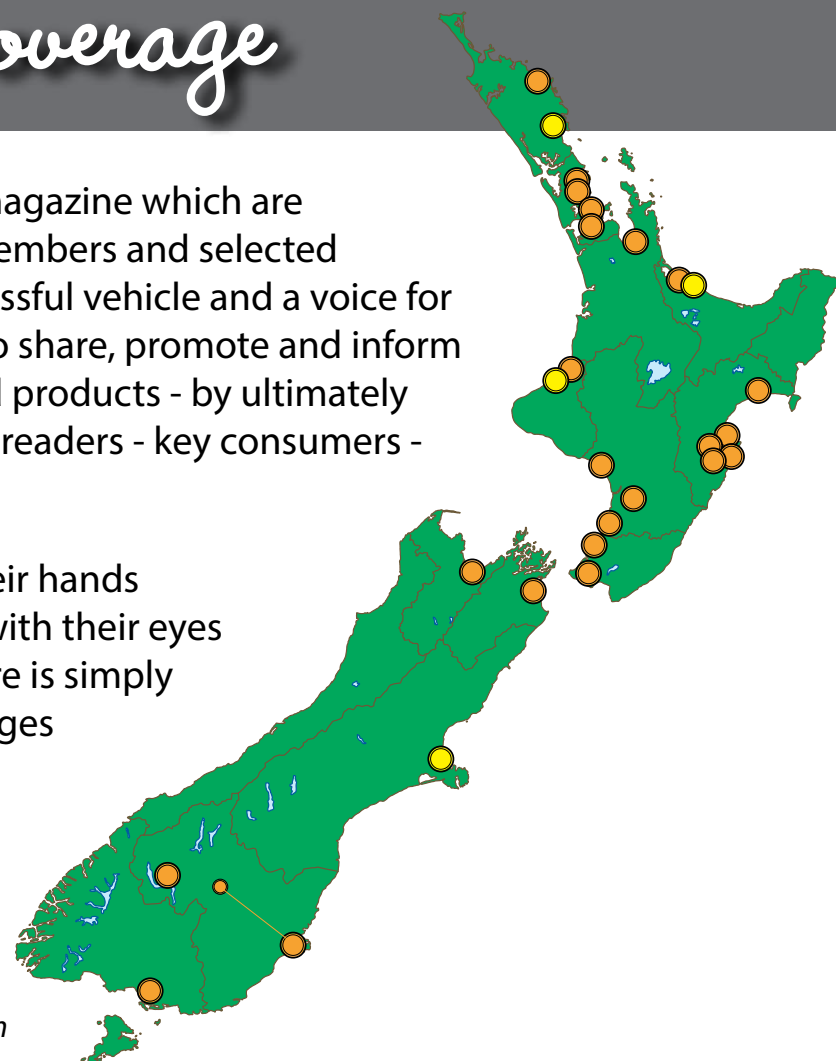 overage
agazine which are
embers and selected
ssful vehicle and a voice for
o share, promote and inform
l products - by ultimately
readers - key consumers -
eir hands
with their eyes
re is simply
ges
n